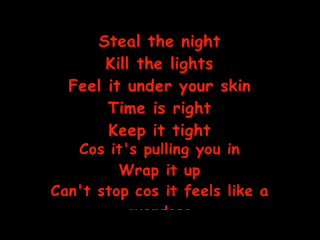 Steal the night
Kill the lights
Feel it under your skin
Time is right
Keep it tight
Cos it's pulling you in
Wrap it up
Can't stop cos it feels like a